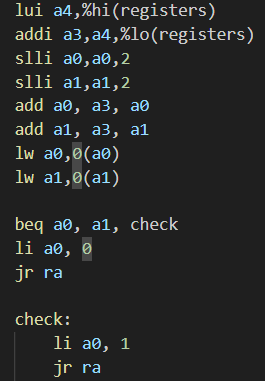 lui a4,%hi(registers)
addi a3,a4,%lo(registers)
slli a0,a0,2
slli a1,a1,2
add a0, a3, a0
add a1, a3, a1
lw a0,0(a0)
lw a1,0(a1)
beq a0, a1, check
li a0, 0
jr ra
check:
li a0, 1
jr ra